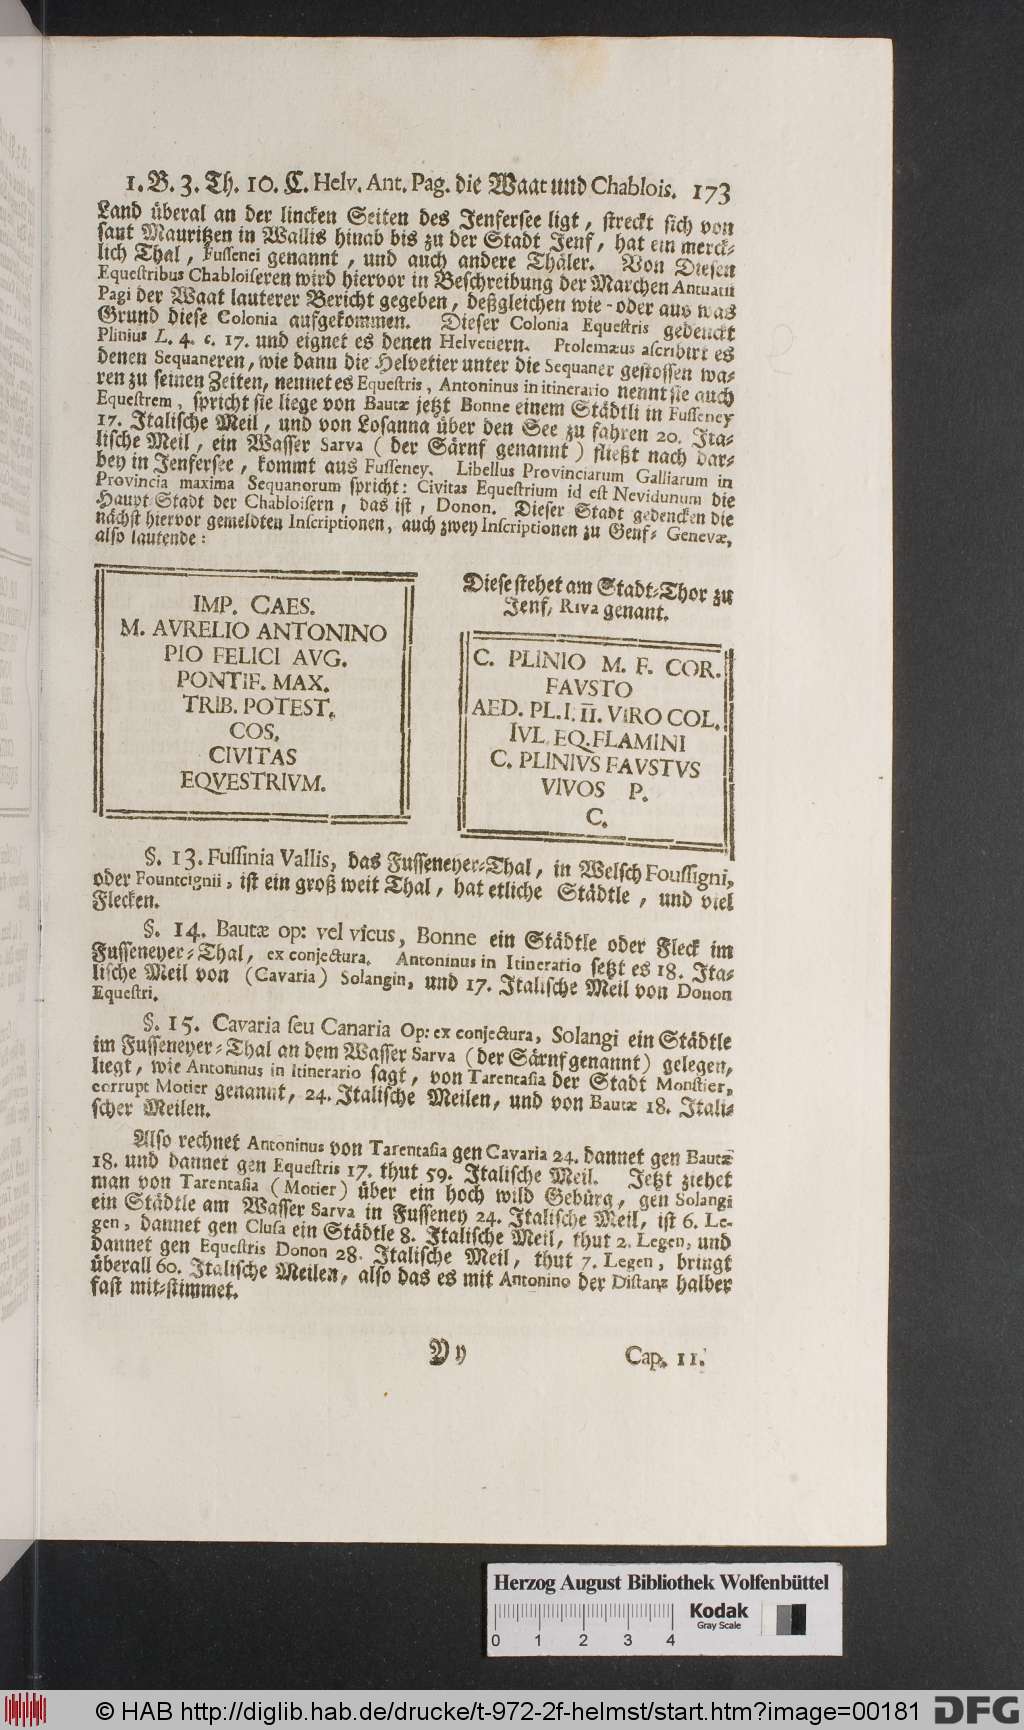 1. B. 3. Th. 10. C. Helv. Ant. Pag. die Waat und Chablois. 173
Land überal an der lincken Seiten des Jenfersee ligt, streckt sich von
sant Mauritzen in Wallis hinab bis zu der Stadt Jenf, hat ein merck-
lich Thal, Fussenei genannt, und auch andere Thäler. Von Diesen
Equestribus Chabloiseren wird hiervor in Beschreibung der Marchen Antuatii
Pagi der Waat lauterer Bericht gegeben, deßgleichen wie-oder aus was
Grund diese Colonia aufgekommen. Dieser Colonia Equestris gedenckt
Plinius L. 4. c. 17. und eignet es denen Helvetiern. Ptolemæus ascribirt es
denen Sequaneren, wie dann die Helvetier unter die Sequaner gestossen wa-
ren zu seinen Zeiten, nennet es Equestris, Antoninus in itinerario nennt sie auch
Equestrem, spricht sie liege von Bautæ jetzt Bonne einem Städtli in Fusseney
17. Italische Meil, und von Losanna über den See zu fahren 20. Ita-
lische Meil, ein Wasser Sarva (der Särnf genannt) fließt nach dar-
bey in Jenfersee, kommt aus Fusseney. Libellus Provinciarum Galliarum in
Provincia maxima Sequanorum spricht: Civitas Equestrium id est Nevidunum die
Haupt-Stadt der Chabloisern, das ist, Donon. Dieser Stadt gedencken die
nächst hiervor gemeldten Inscriptionen, auch zwey Inscriptionen zu Genf- Genevæ,
also lautende:
IMP. CAES.
M. AVRELIO ANTONINO
PIO FELICI AVG.
PONTIF. MAX.
TRIB. POTEST.
COS.
CIVITAS
EQVESTRIVM.
Diese stehet am Stadt-Thor zu
Jenf, Riva genant.
C. PLINIO M. F. COR.
FAVSTO
AED. PL. I. II. VIRO COL.
IVL. EQ. FLAMINI
C. PLINIVS FAVSTVS
VIVOS P.
C.
§. 13. Fussinia Vallis, das Fusseneyer-Thal, in Welsch Foussigni,
oder Founteignii, ist ein groß weit Thal, hat etliche Städtle, und viel
Flecken.
§. 14. Bautæ op: vel vicus, Bonne ein Städtle oder Fleck im
Fusseneyer-Thal, ex conjectura. Antoninus in Itineratio setzt es 18. Ita-
lische Meil von (Cavaria) Solangin, und 17. Italische Meil von Donon
Equestri.
§. 15. Cavaria seu Canaria Op: ex conjectura, Solangi ein Städtle
im Fusseneyer-Thal an dem Wasser Sarva (der Särnf genannt) gelegen,
liegt, wie Antoninus in Itinerario sagt, von Tarentasia der Stadt Monstier,
corrupt Motier genannt, 24. Italische Meilen, und von Bautæ 18. Itali-
scher Meilen.
Also rechnet Antoninus von Tarentasia gen Cavaria 24. dannet gen Bautæ
18. und dannet gen Equestris 17. thut 59. Italische Meil. Jetzt ziehet
man von Tarentasia (Motier) über ein hoch wild Gebürg, gen Solangi
ein Städtle am Wasser Sarva in Fusseney 24. Italische Meil, ist 6. Le-
gen, dannet gen Clusa ein Städtle 8. Italische Meil, thut 2. Legen, und
dannet gen Equestris Donon 28. Italische Meil, thut 7. Legen, bringt
überall 60. Italische Meilen, also das es mit Antonino der Distanz halber
fast mit-stimmet.
Y y Cap. 11.
Herzog August Bibliothek Wolfenbüttel
Kodak
Gray Scale
0 1 2 3 4
© HAB http://diglib.hab.de/drucke/t-972-2f-helmst/start.htm?image=00181 DFG